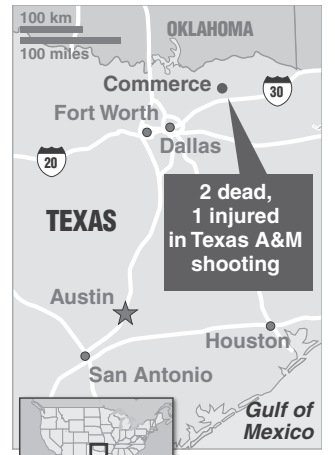 100 km
100 miles
OKLAHOMA
Commerce
30
Fort Worth
Dallas
20
2 dead,
1 injured
in Texas A&M
shooting
TEXAS
Austin
Houston
San Antonio
Gulf of
Mexico